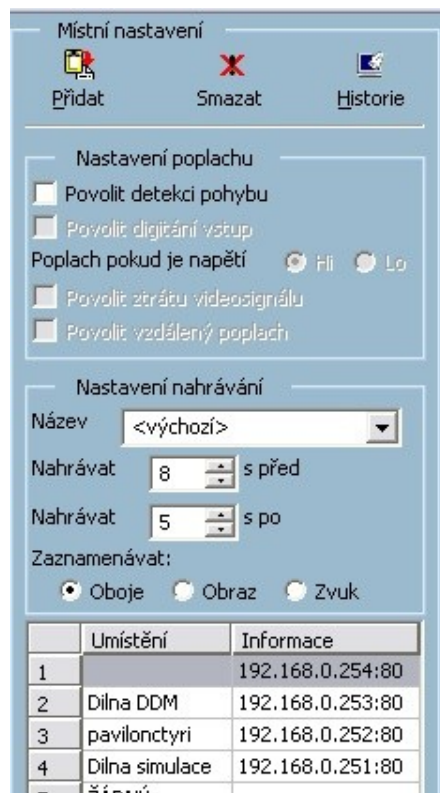 Místní nastavení
Přidat Smazat Historie
Nastavení poplachu
Povolit detekci pohybu
Povolit digitání vstup
Poplach pokud je napětí Hi Lo
Povolit ztrátu videosignálu
Povolit vzdálený poplach
Nastavení nahrávání
Název <výchozí>
Nahrávat 8 s před
Nahrávat 5 s po
Zaznamenávat:
Oboje Obraz Zvuk
Umístění Informace
1 192.168.0.254:80
2 Dilna DDM 192.168.0.253:80
3 pavilonctyri 192.168.0.252:80
4 Dilna simulace 192.168.0.251:80